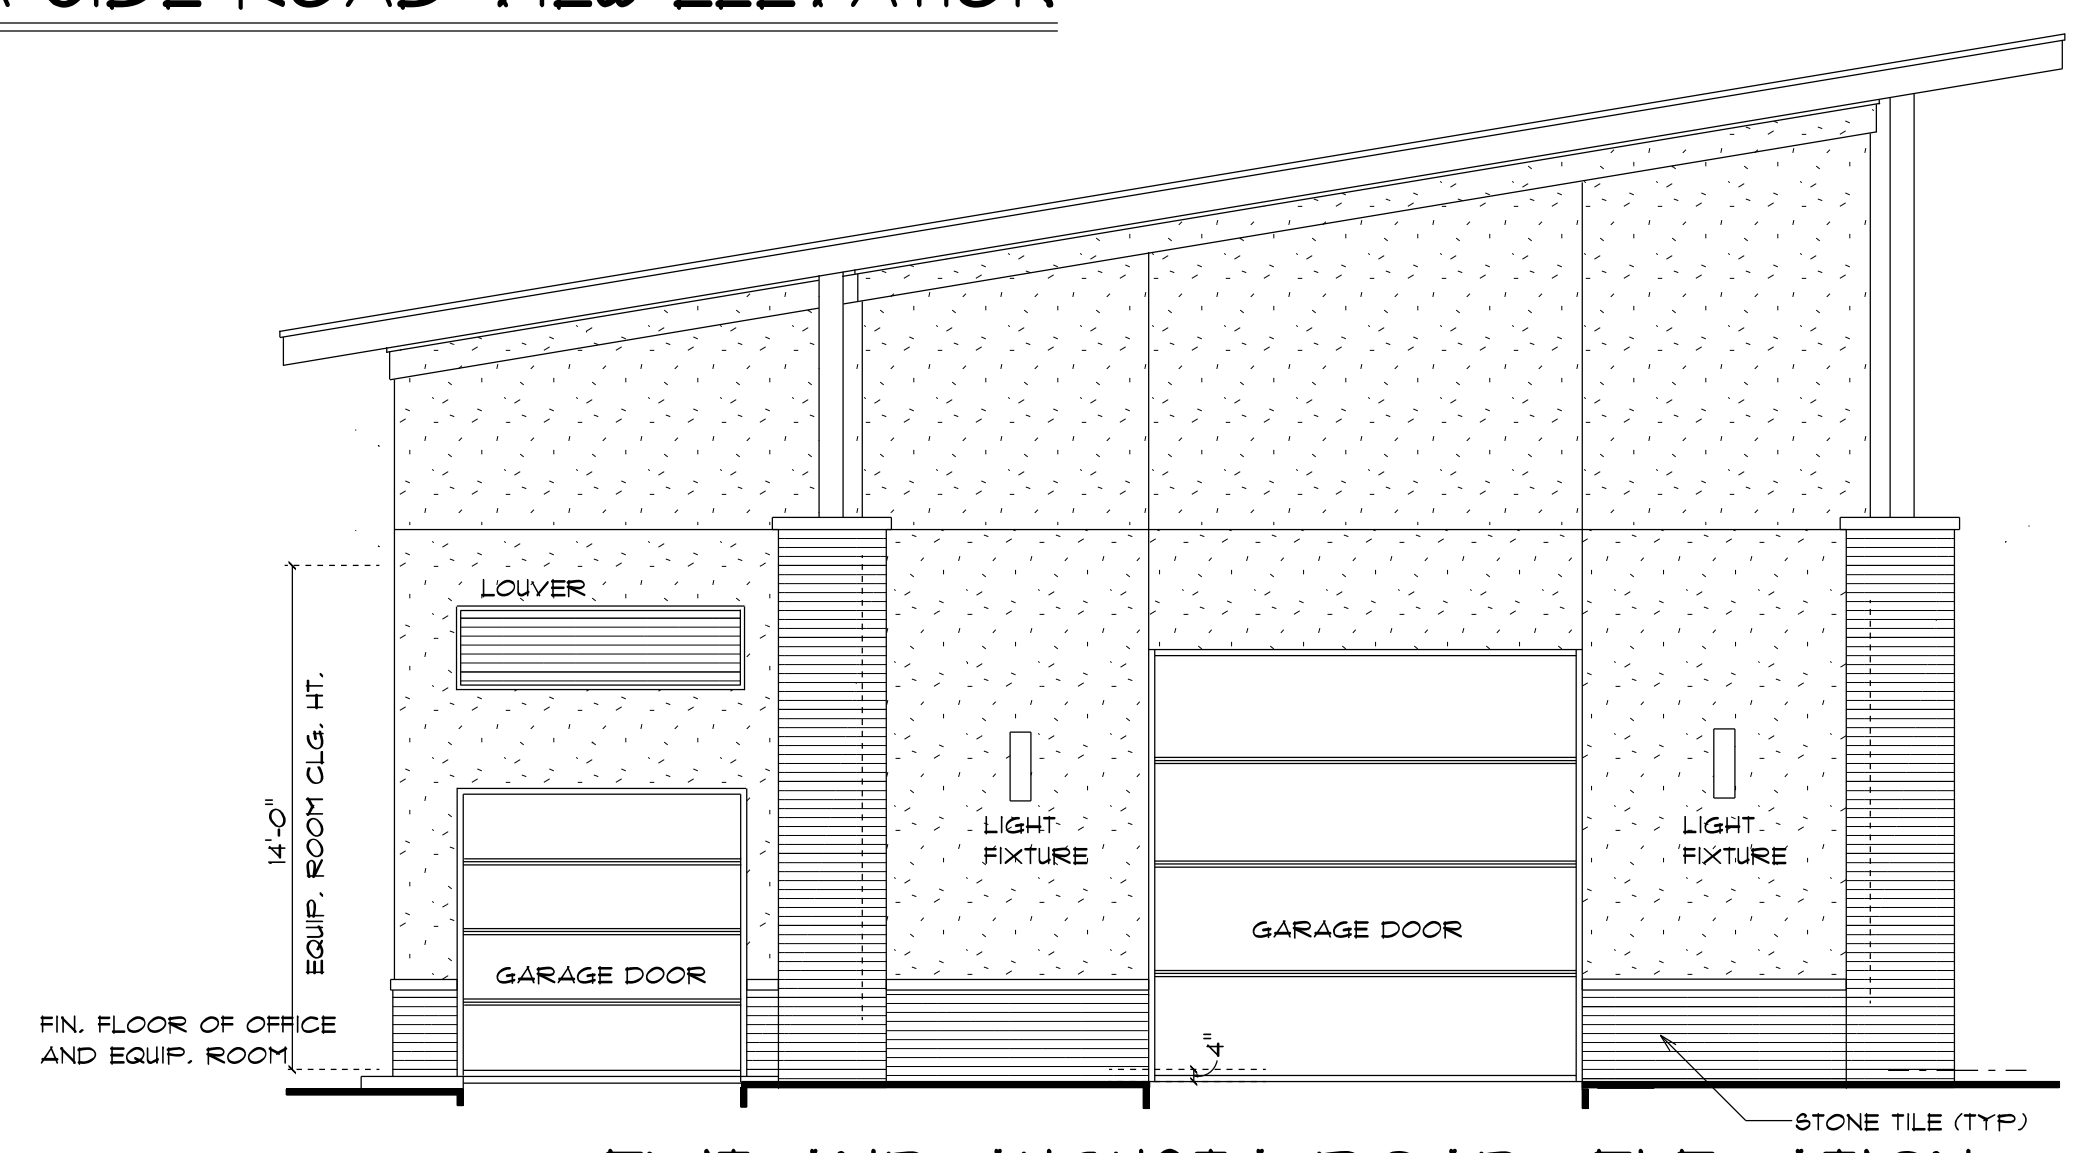 LOUVER
14'-0"
EQUIP. ROOM CLG. HT.
LIGHT
FIXTURE
LIGHT
FIXTURE
GARAGE DOOR
GARAGE DOOR
FIN. FLOOR OF OFFICE
AND EQUIP. ROOM
4"
STONE TILE (TYP)